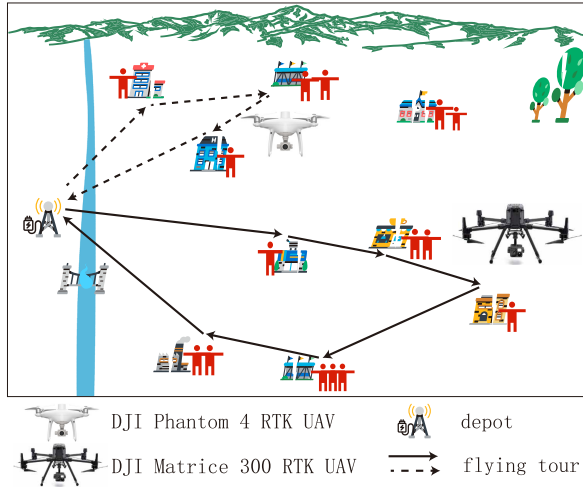 DJI Phantom 4 RTK UAV
depot
DJI Matrice 300 RTK UAV
flying tour